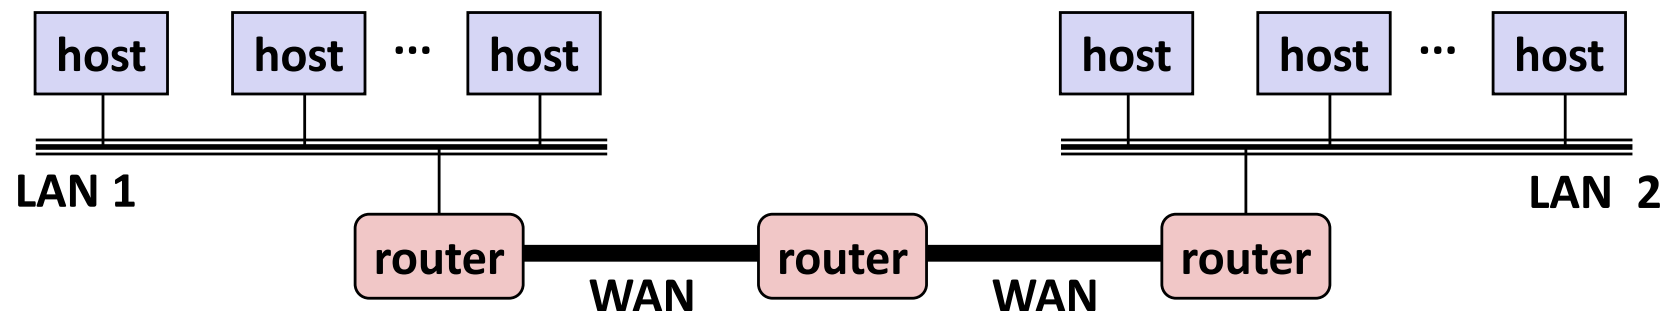 host host ... host host host ... host
LAN 1 LAN 2
router router router
WAN WAN